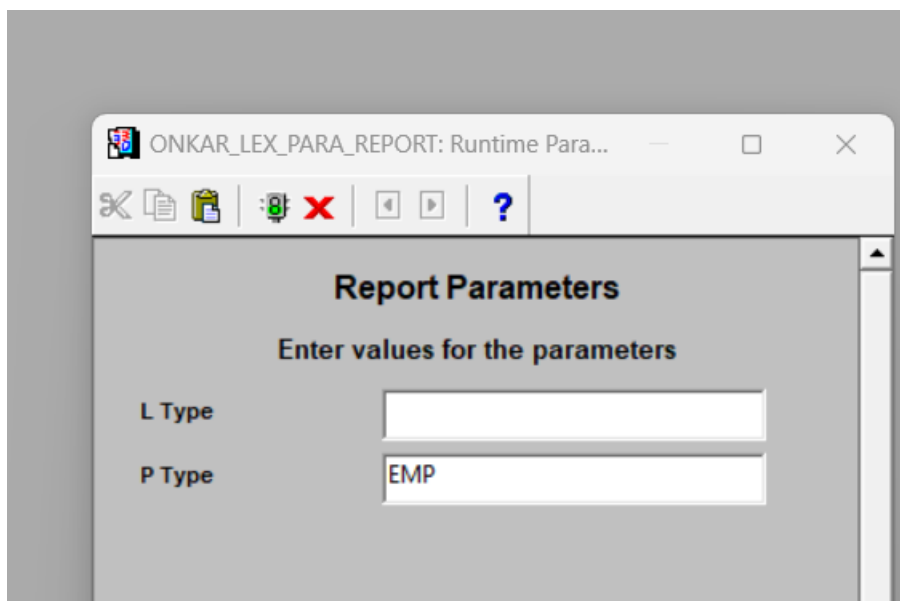 ONKAR_LEX_PARA_REPORT: Runtime Para...
?
Report Parameters
Enter values for the parameters
L Type
P Type EMP